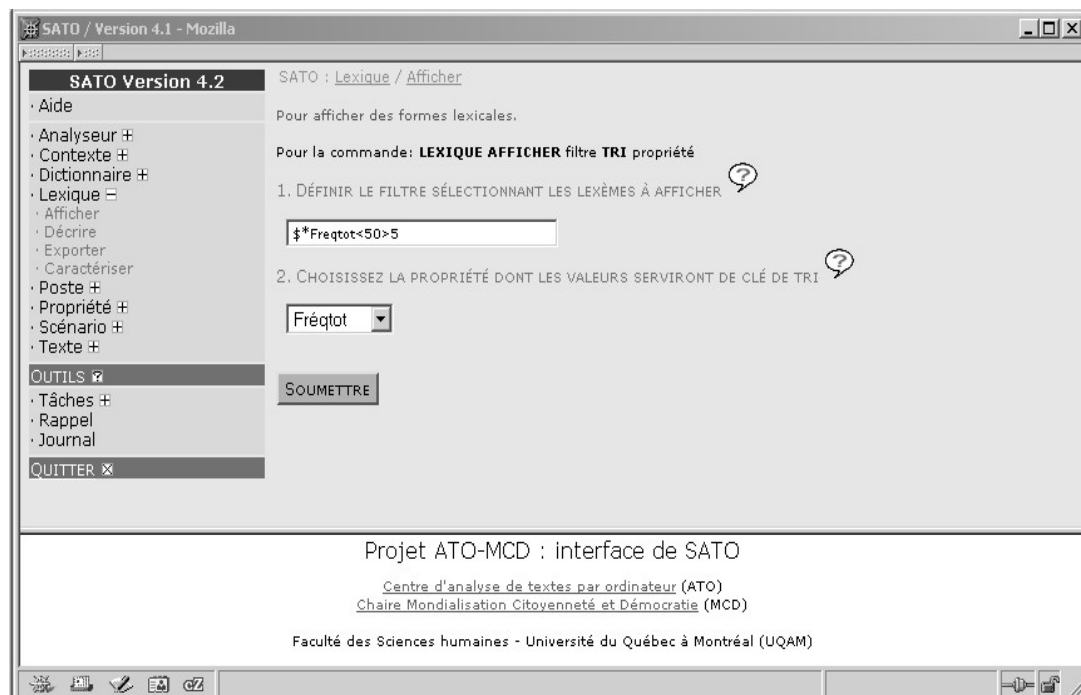 SATO / Version 4.1 - Mozilla
SATO Version 4.2
· Aide
· Analyseur
· Contexte
· Dictionnaire
· Lexique
· Afficher
· Décrire
· Exporter
· Caractériser
· Poste
· Propriété
· Scénario
· Texte
OUTILS ?
· Tâches
· Rappel
· Journal
QUITTER
SATO : Lexique / Afficher
Pour afficher des formes lexicales.
Pour la commande: LEXIQUE AFFICHER filtre TRI propriété
1. DÉFINIR LE FILTRE SÉLECTIONNANT LES LEXÈMES À AFFICHER ?
$*Freqtot<50>5
2. CHOISISSEZ LA PROPRIÉTÉ DONT LES VALEURS SERVIRONT DE CLÉ DE TRI ?
Fréqtot
SOUMETTRE
Projet ATO-MCD : interface de SATO
Centre d'analyse de textes par ordinateur (ATO)
Chaire Mondialisation Citoyenneté et Démocratie (MCD)
Faculté des Sciences humaines - Université du Québec à Montréal (UQAM)